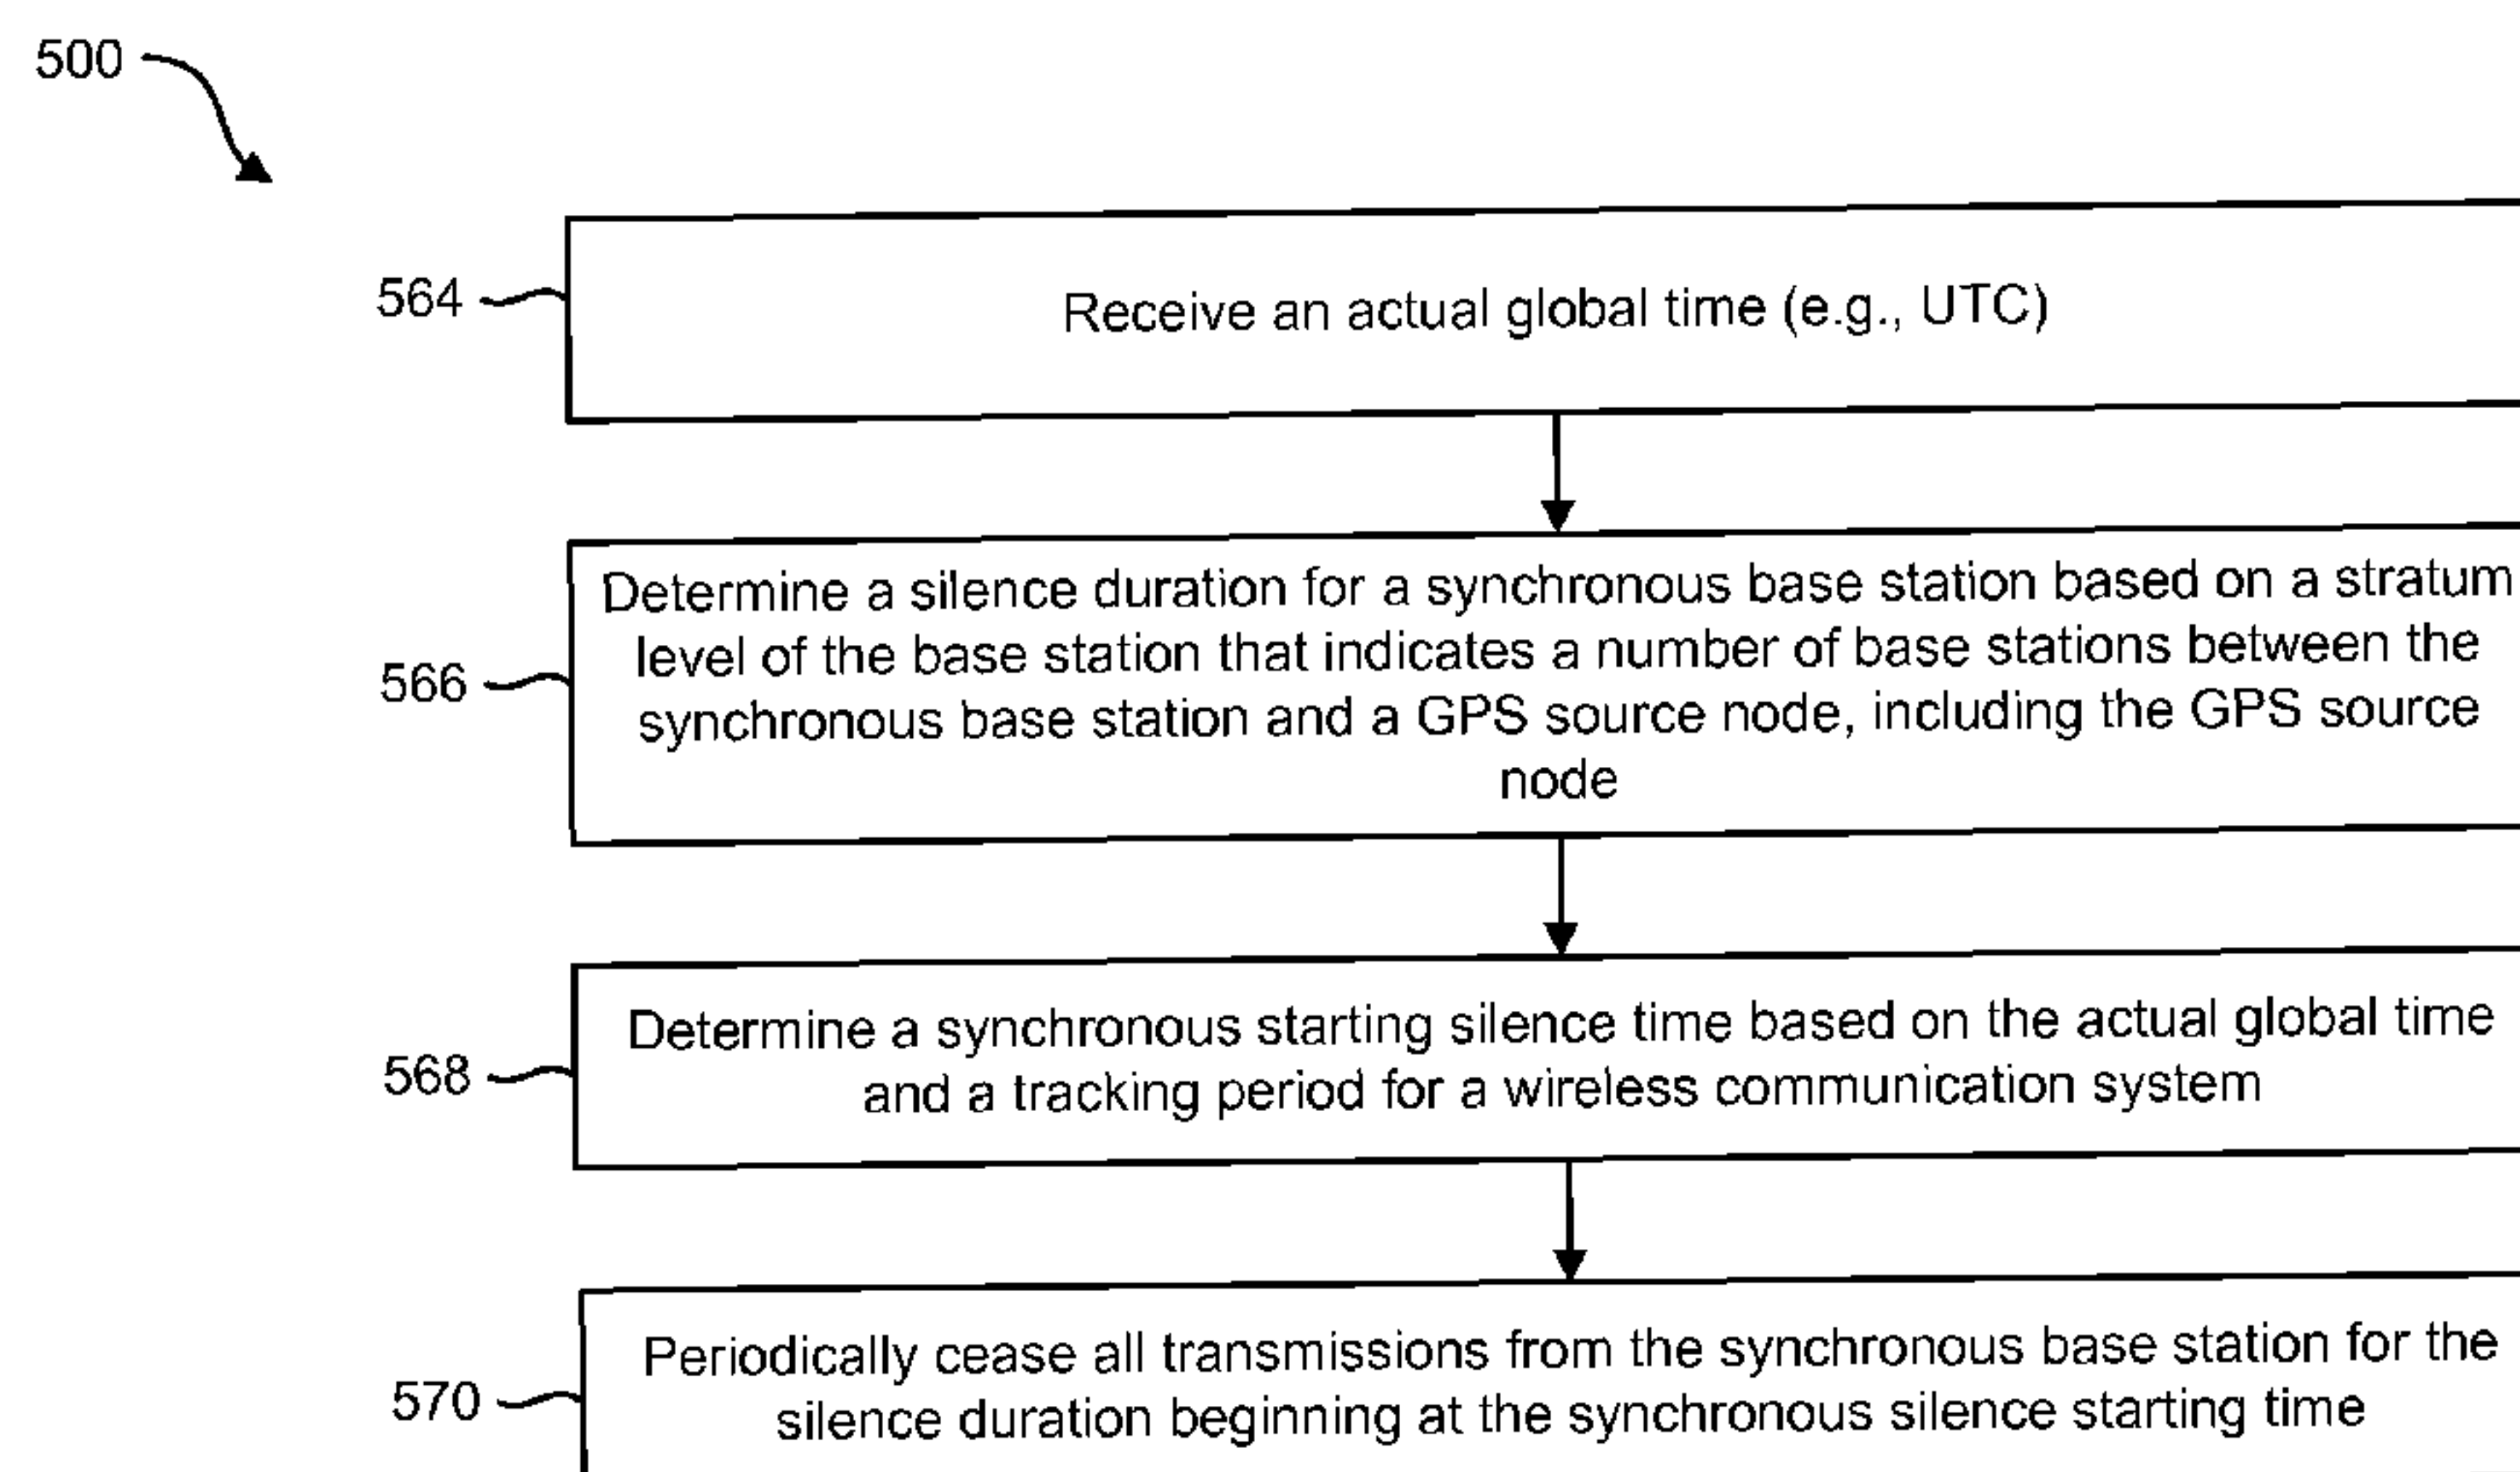 500
564
Receive an actual global time (e.g., UTC)
566
Determine a silence duration for a synchronous base station based on a stratum
level of the base station that indicates a number of base stations between the
synchronous base station and a GPS source node, including the GPS source
node
568
Determine a synchronous starting silence time based on the actual global time
and a tracking period for a wireless communication system
570
Periodically cease all transmissions from the synchronous base station for the
silence duration beginning at the synchronous silence starting time